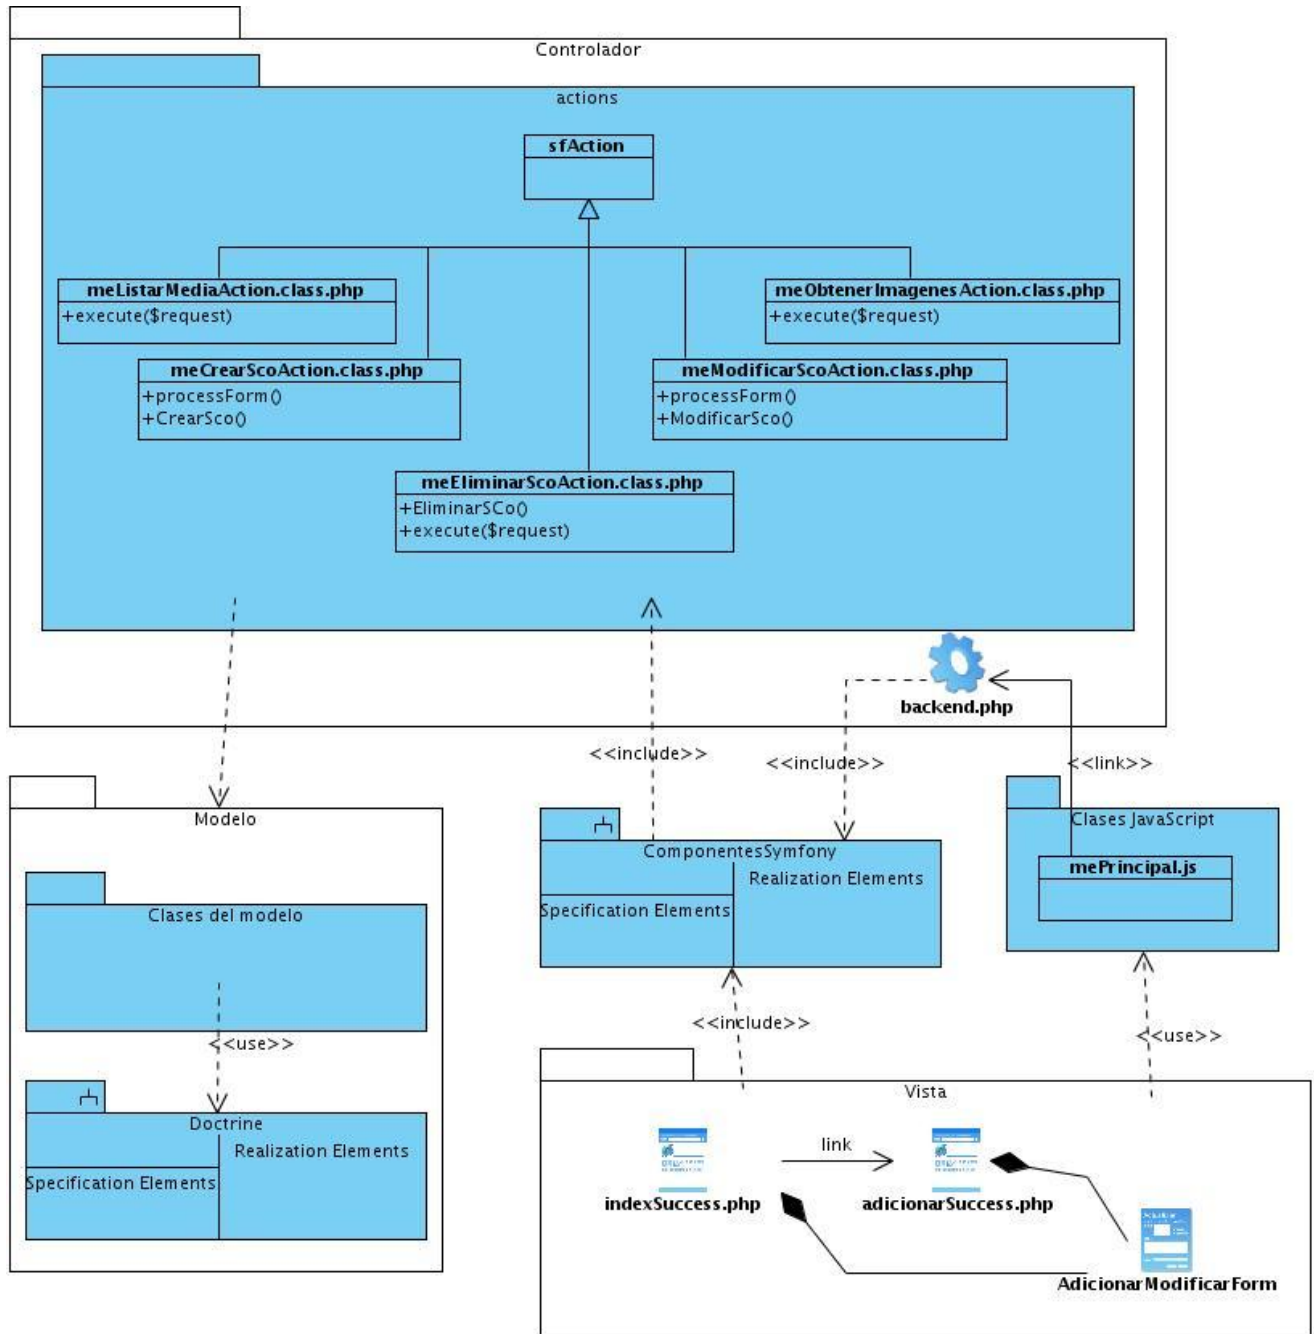 Controlador
actions
sfAction
meListarMediaAction.class.php
+execute($request)
meObtenerImagenesAction.class.php
+execute($request)
meCrearScoAction.class.php
+processForm()
+CrearSco()
meModificarScoAction.class.php
+processForm()
+ModificarSco()
meEliminarScoAction.class.php
+EliminarSCo()
+execute($request)
backend.php
<<include>>
<<include>>
<<link>>
Modelo
Clases del modelo
<<use>>
Doctrine
Realization Elements
Specification Elements
ComponentesSymfony
Realization Elements
Specification Elements
Clases JavaScript
mePrincipal.js
<<include>>
<<use>>
Vista
link
indexSuccess.php
adicionarSuccess.php
AdicionarModificarForm